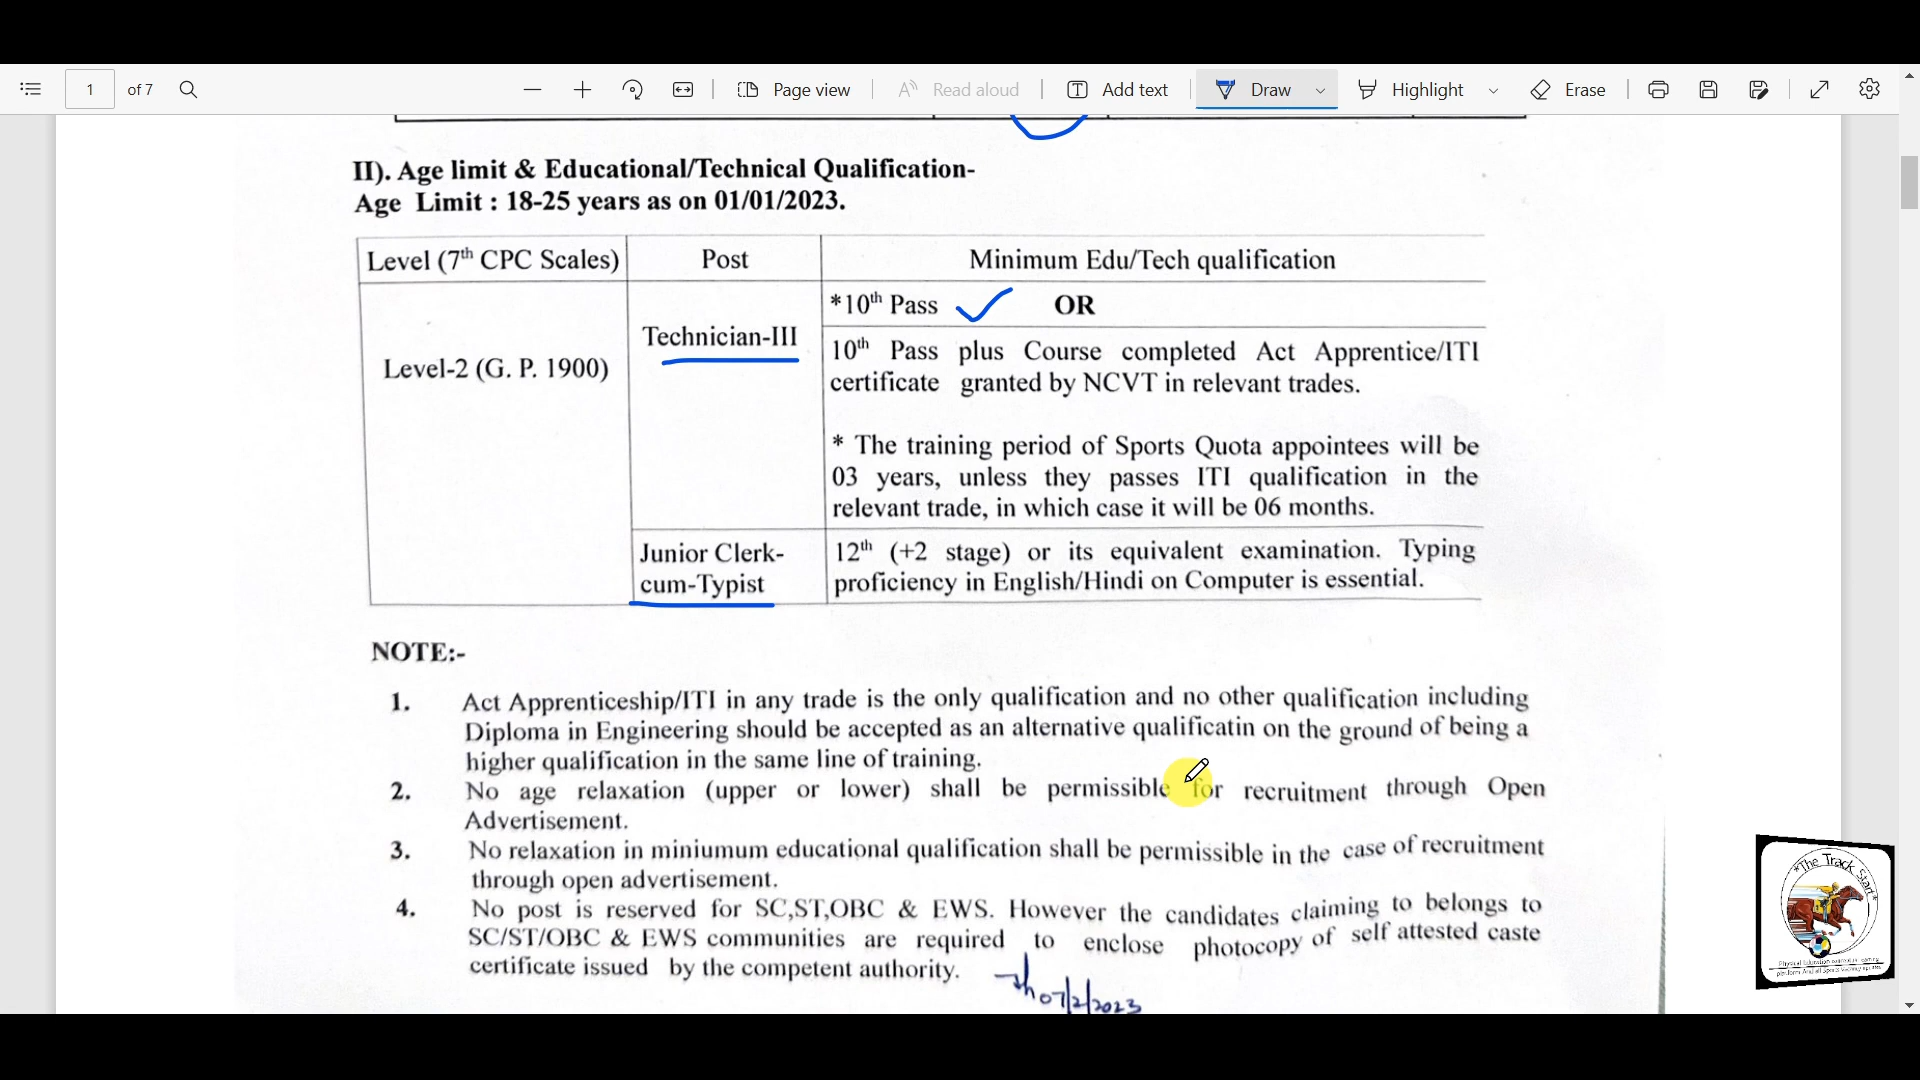 1 of 7 Page view Read aloud Add text Draw Highlight Erase
II). Age limit & Educational/Technical Qualification-
Age Limit : 18-25 years as on 01/01/2023.
Level (7th CPC Scales) Post Minimum Edu/Tech qualification
*10th Pass OR
Technician-III
Level-2 (G. P. 1900)
10th Pass plus Course completed Act Apprentice/ITI
certificate granted by NCVT in relevant trades.
* The training period of Sports Quota appointees will be
03 years, unless they passes ITI qualification in the
relevant trade, in which case it will be 06 months.
Junior Clerk-
cum-Typist
12th (+2 stage) or its equivalent examination. Typing
proficiency in English/Hindi on Computer is essential.
NOTE:-
1. Act Apprenticeship/ITI in any trade is the only qualification and no other qualification including
Diploma in Engineering should be accepted as an alternative qualificatin on the ground of being a
higher qualification in the same line of training.
2. No age relaxation (upper or lower) shall be permissible for recruitment through Open
Advertisement.
3. No relaxation in miniumum educational qualification shall be permissible in the case of recruitment
through open advertisement.
4. No post is reserved for SC,ST,OBC & EWS. However the candidates claiming to belongs to
SC/ST/OBC & EWS communities are required to enclose photocopy of self attested caste
certificate issued by the competent authority.
07/2/2023
*The Track Start*